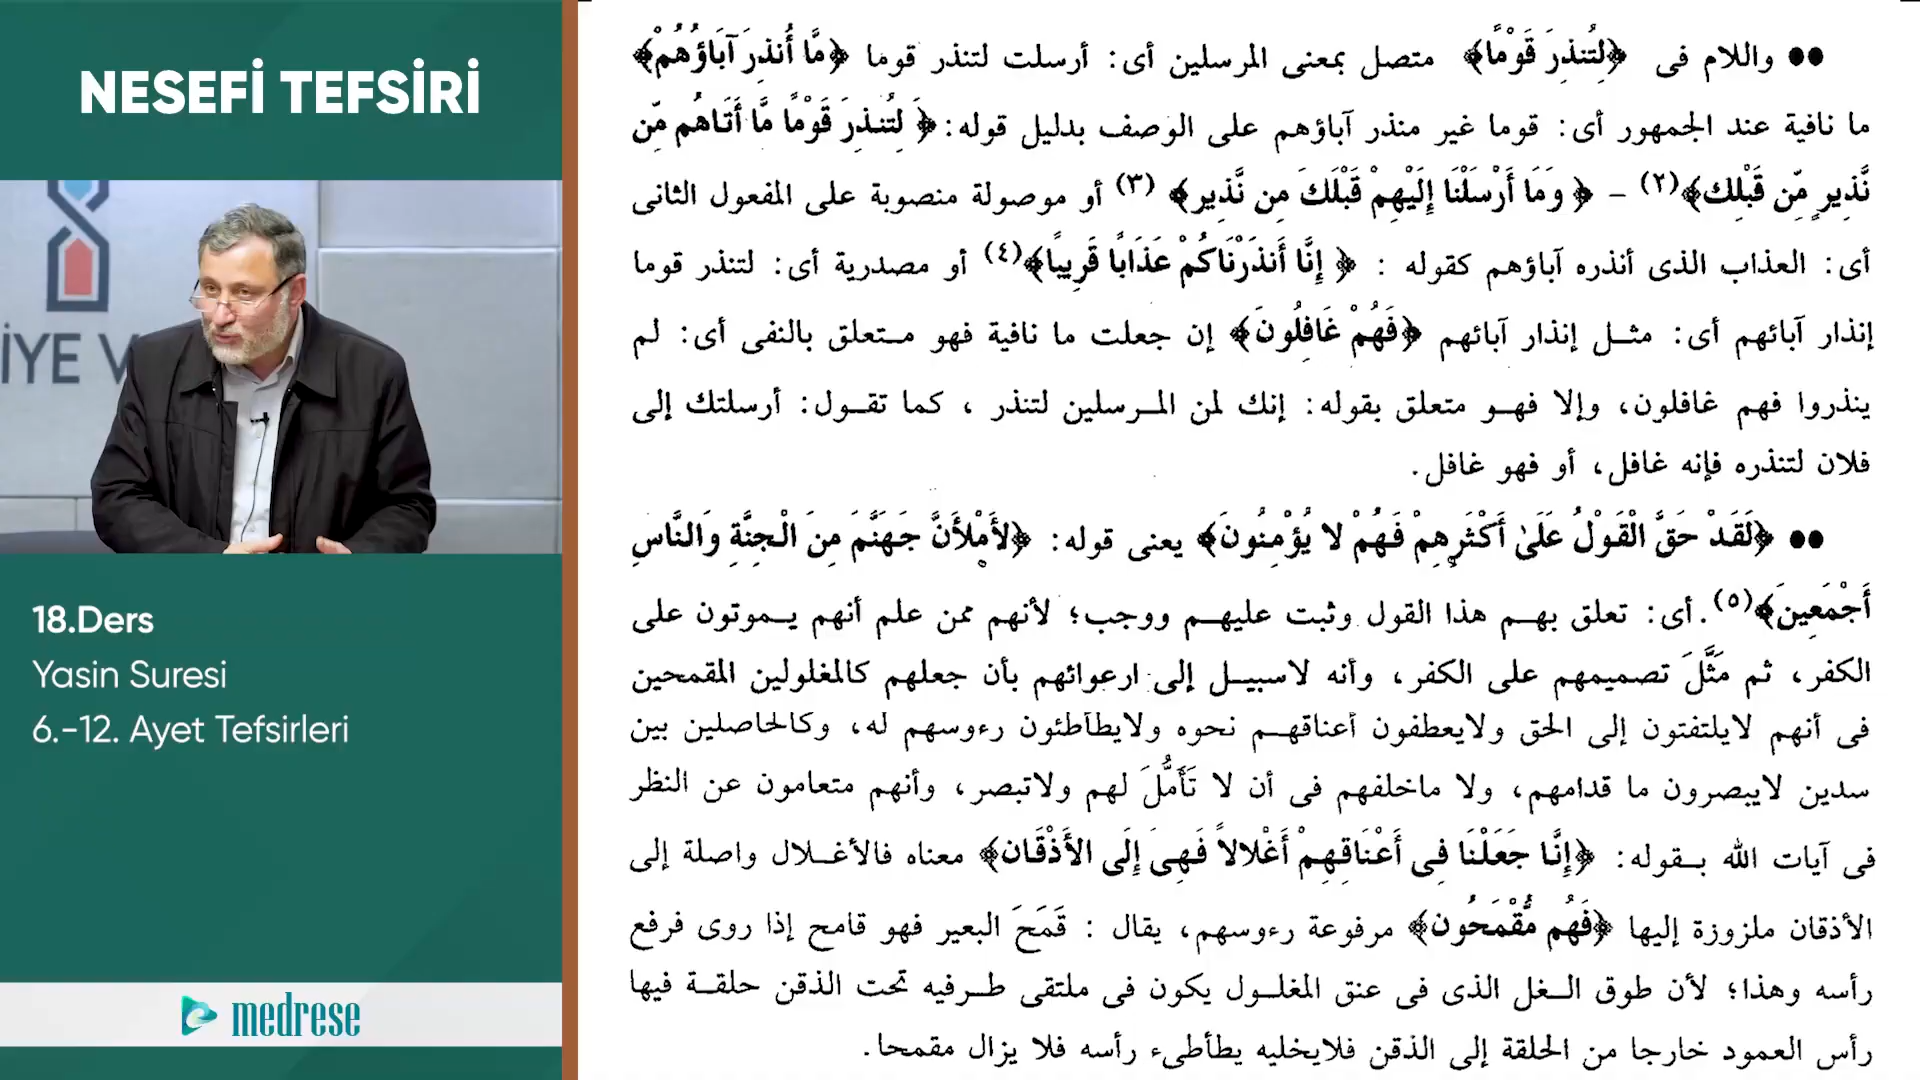 NESEFİ TEFSİRİ
İYE V
18.Ders
Yasin Suresi
6.-12. Ayet Tefsirleri
medrese
●● واللام فى ﴿لِتُنذِرَ قَوْمًا﴾ متصل بمعنى المرسلين أى: أرسلت لتنذر قوما ﴿مَّا أُنذِرَ آبَاؤُهُمْ﴾
ما نافية عند الجمهور أى: قوما غير منذر آباؤهم على الوصف بدليل قوله: ﴿ لِتُنذِرَ قَوْمًا مَّا أَتَاهُم مِّن
نَّذِيرٍ مِّن قَبْلِكَ﴾(٢) – ﴿ وَمَا أَرْسَلْنَا إِلَيْهِمْ قَبْلَكَ مِن نَّذِيرٍ﴾ (٣) أو موصولة منصوبة على المفعول الثانى
أى: العذاب الذى أنذره آباؤهم كقوله : ﴿ إِنَّا أَنذَرْنَاكُمْ عَذَابًا قَرِيبًا﴾(٤) أو مصدرية أى: لتنذر قوما
إنذار آبائهم أى: مثل إنذار آبائهم ﴿فَهُمْ غَافِلُونَ﴾ إن جعلت ما نافية فهو متعلق بالنفى أى: لم
ينذروا فهم غافلون، وإلا فهو متعلق بقوله: إنك لمن المرسلين لتنذر ، كما تقول: أرسلتك إلى
فلان لتنذره فإنه غافل، أو فهو غافل.
●● ﴿لَقَدْ حَقَّ الْقَوْلُ عَلَىٰ أَكْثَرِهِمْ فَهُمْ لا يُؤْمِنُونَ﴾ يعنى قوله: ﴿لأَمْلأَنَّ جَهَنَّمَ مِنَ الْجِنَّةِ وَالنَّاسِ
أَجْمَعِينَ﴾(٥). أى: تعلق بهم هذا القول وثبت عليهم ووجب؛ لأنهم ممن علم أنهم يموتون على
الكفر، ثم مَثَّلَ تصميمهم على الكفر، وأنه لاسبيل إلى ارعوائهم بأن جعلهم كالمغلولين المقمحين
فى أنهم لايلتفتون إلى الحق ولايعطفون أعناقهم نحوه ولايطأطئون رءوسهم له، وكالحاصلين بين
سدين لايبصرون ما قدامهم، ولا ماخلفهم فى أن لا تَأَمُّلَ لهم ولاتبصر، وأنهم متعامون عن النظر
فى آيات الله بقوله: ﴿إِنَّا جَعَلْنَا فِى أَعْنَاقِهِمْ أَغْلالاً فَهِىَ إِلَى الأَذْقَانِ﴾ معناه فالأغلال واصلة إلى
الأذقان ملزوزة إليها ﴿فَهُم مُّقْمَحُونَ﴾ مرفوعة رءوسهم، يقال : قَمَحَ البعير فهو قامح إذا روى فرفع
رأسه وهذا؛ لأن طوق الغل الذى فى عنق المغلول يكون فى ملتقى طرفيه تحت الذقن حلقة فيها
رأس العمود خارجا من الحلقة إلى الذقن فلايخليه يطأطىء رأسه فلا يزال مقمحا.